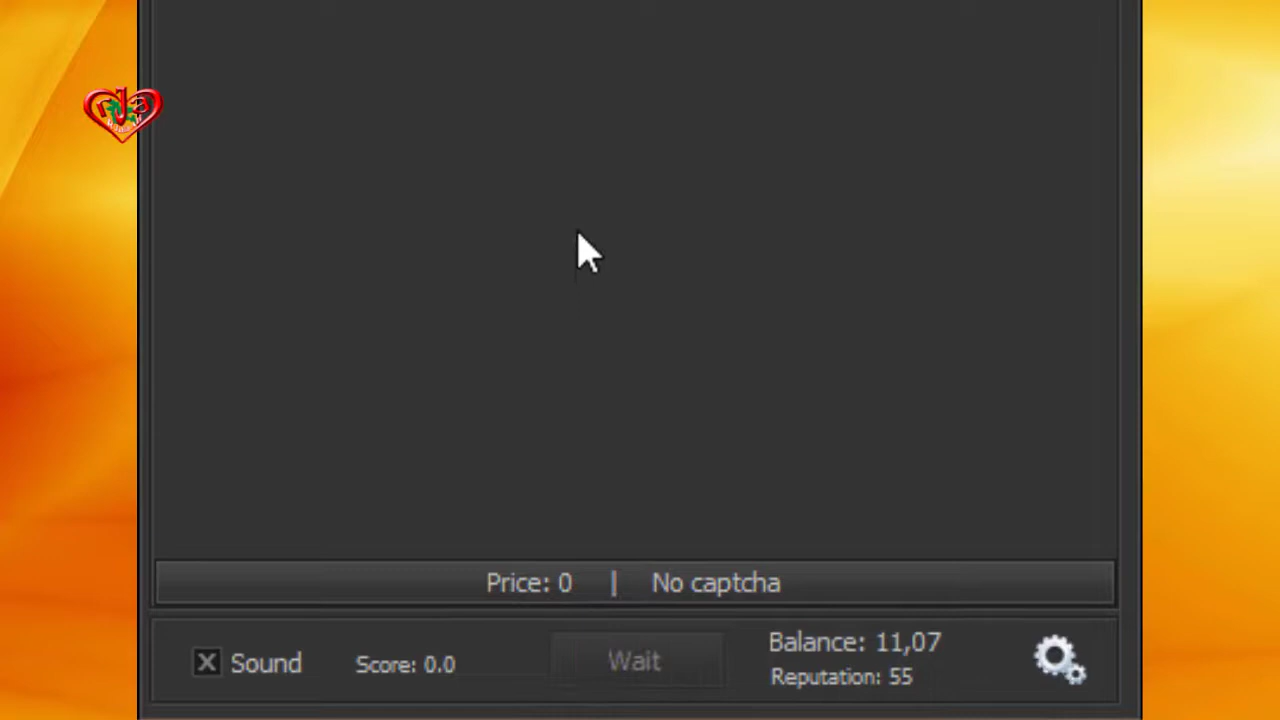 Price: 0 | No captcha
Sound
Score: 0.0
Wait
Balance: 11,07
Reputation: 55